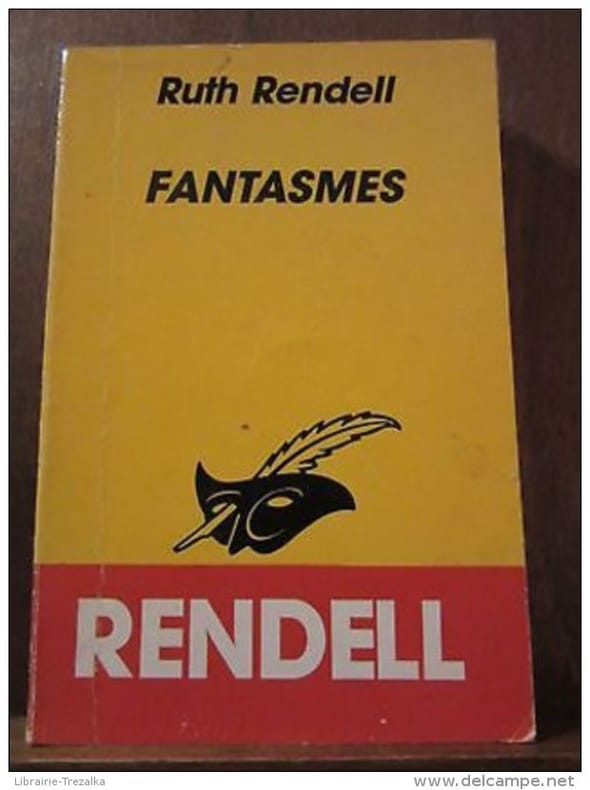 Ruth Rendell
FANTASMES
RENDELL
Librairie-Trezalka
www.delcampe.net